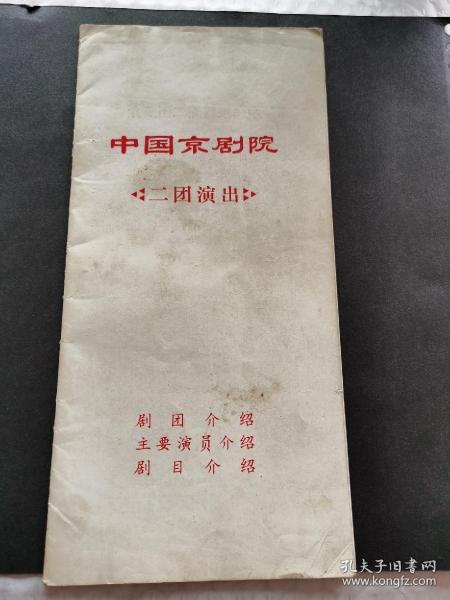 中国京剧院
二团演出
剧团介绍
主要演员介绍
剧目介绍
孔夫子旧书网
www.kongfz.com